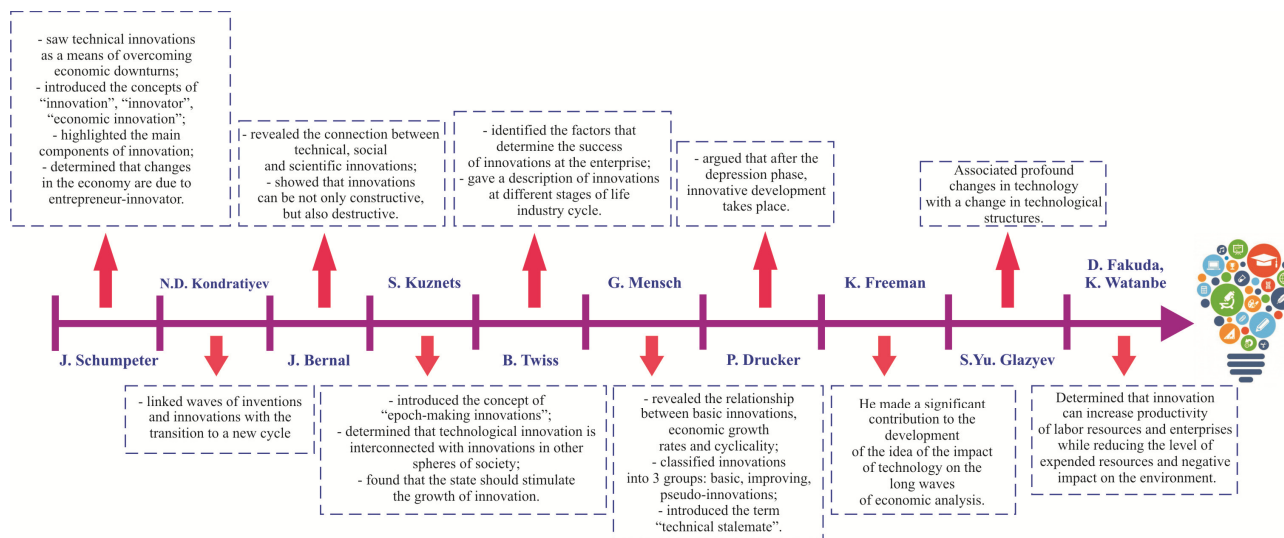 - saw technical innovations
as a means of overcoming
economic downturns;
- introduced the concepts of
“innovation”, “innovator”,
“economic innovation”;
- highlighted the main
components of innovation;
- determined that changes
in the economy are due to
entrepreneur-innovator.
- revealed the connection between
technical, social
and scientific innovations;
- showed that innovations
can be not only constructive,
but also destructive.
- identified the factors that
determine the success
of innovations at the enterprise;
- gave a description of innovations
at different stages of life
industry cycle.
- argued that after the
depression phase,
innovative development
takes place.
Associated profound
changes in technology
with a change in technological
structures.
N.D. Kondratiyev
S. Kuznets
G. Mensch
K. Freeman
D. Fakuda,
K. Watanbe
J. Schumpeter
J. Bernal
B. Twiss
P. Drucker
S.Yu. Glazyev
- linked waves of inventions
and innovations with the
transition to a new cycle
- introduced the concept of
“epoch-making innovations”;
- determined that technological innovation is
interconnected with innovations in other
spheres of society;
- found that the state should stimulate
the growth of innovation.
- revealed the relationship
between basic innovations,
economic growth
rates and cyclicality;
- classified innovations
into 3 groups: basic, improving,
pseudo-innovations;
- introduced the term
“technical stalemate”.
He made a significant
contribution to the
development
of the idea of the impact
of technology on the
long waves
of economic analysis.
Determined that innovation
can increase productivity
of labor resources and enterprises
while reducing the level of
expended resources and negative
impact on the environment.